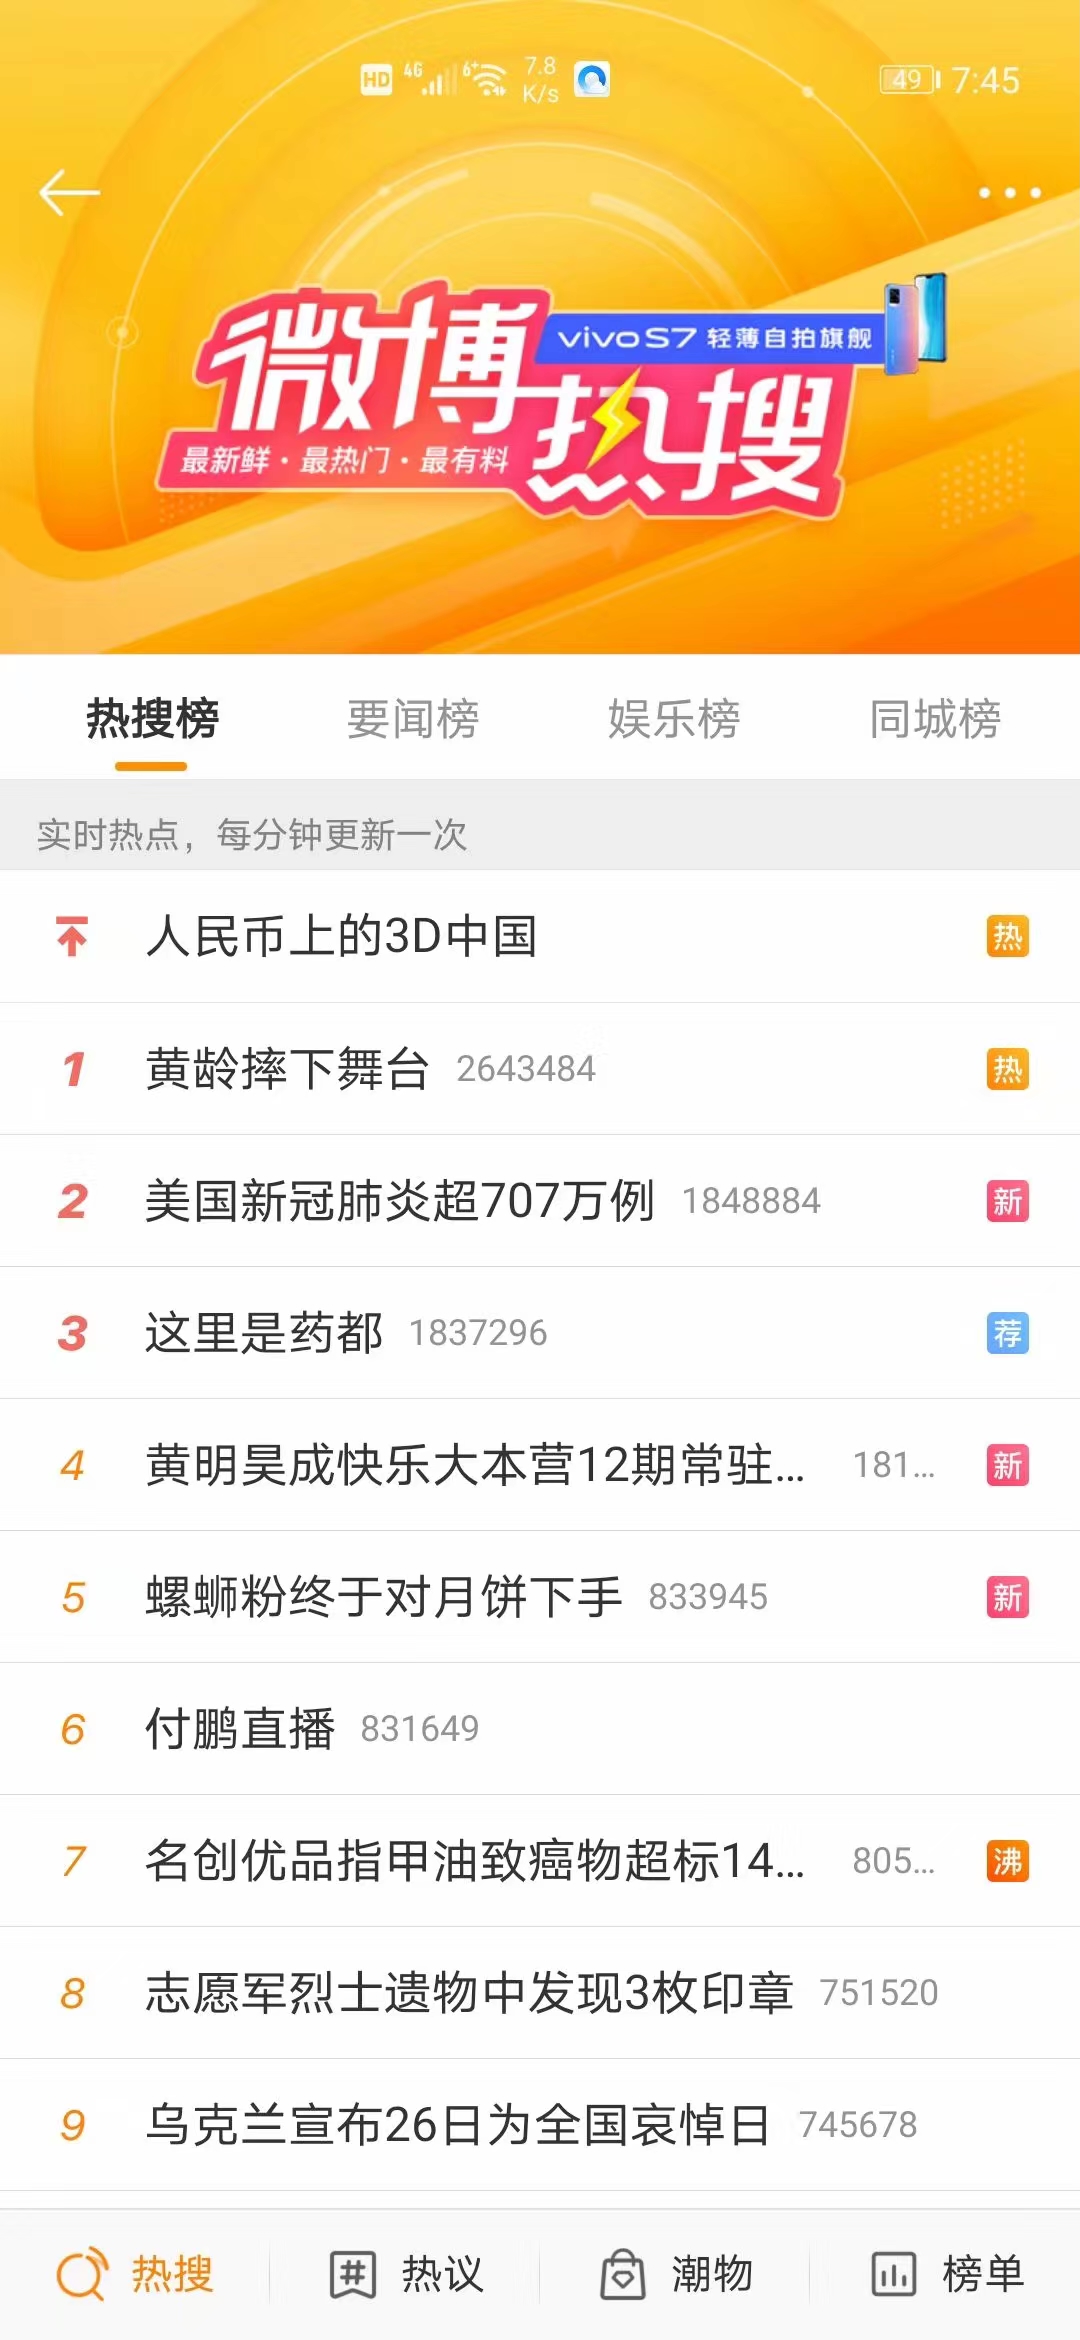 HD 4G 6+ 7.8 K/s 49 7:45
微博热搜
vivo S7 轻薄自拍旗舰
最新鲜·最热门·最有料
热搜榜 要闻榜 娱乐榜 同城榜
实时热点，每分钟更新一次
人民币上的3D中国 热
1 黄龄摔下舞台 2643484 热
2 美国新冠肺炎超707万例 1848884 新
3 这里是药都 1837296 荐
4 黄明昊成快乐大本营12期常驻... 181... 新
5 螺蛳粉终于对月饼下手 833945 新
6 付鹏直播 831649
7 名创优品指甲油致癌物超标14... 805... 沸
8 志愿军烈士遗物中发现3枚印章 751520
9 乌克兰宣布26日为全国哀悼日 745678
热搜 热议 潮物 榜单